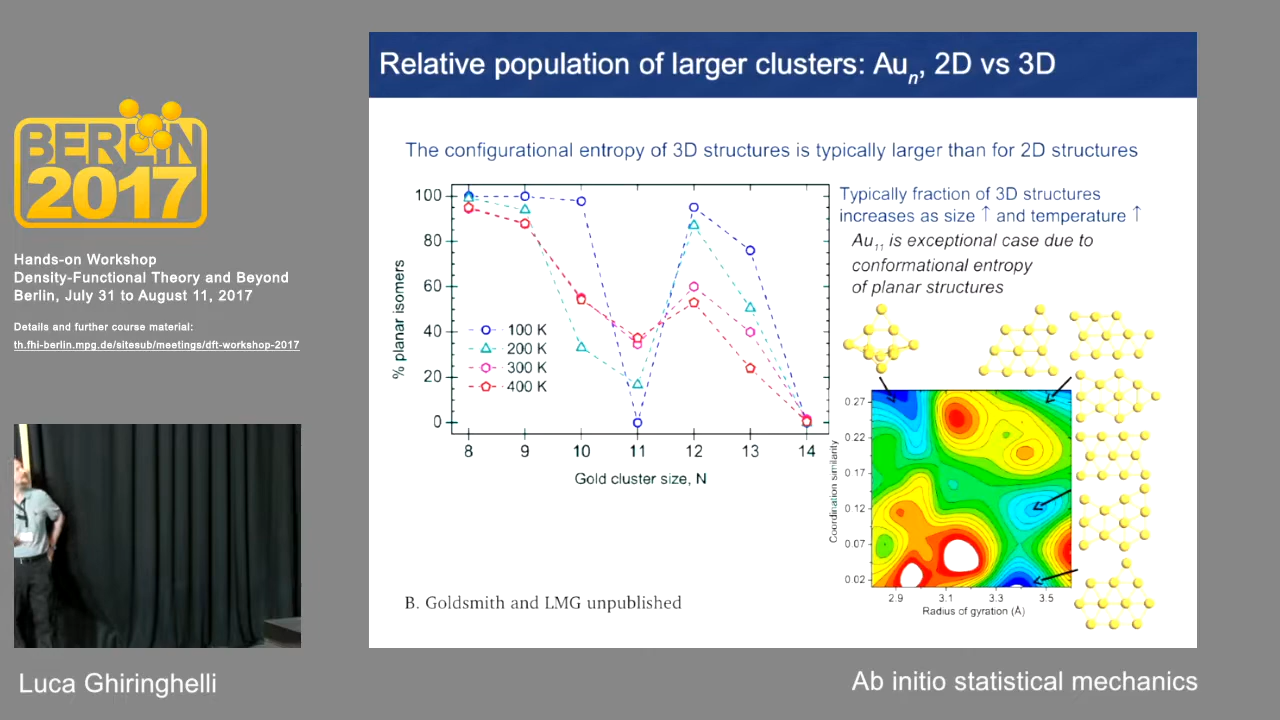 Relative population of larger clusters: Aun, 2D vs 3D
BERLIN
2017
Hands-on Workshop
Density-Functional Theory and Beyond
Berlin, July 31 to August 11, 2017
Details and further course material:
th.fhi-berlin.mpg.de/sitesub/meetings/dft-workshop-2017
The configurational entropy of 3D structures is typically larger than for 2D structures
Typically fraction of 3D structures
increases as size ↑ and temperature ↑
Au11 is exceptional case due to
conformational entropy
of planar structures
% planar isomers
100
80
60
40
20
0
100 K
200 K
300 K
400 K
8 9 10 11 12 13 14
Gold cluster size, N
Coordination similarity
0.27
0.22
0.17
0.12
0.07
0.02
2.9 3.1 3.3 3.5
Radius of gyration (Å)
B. Goldsmith and LMG unpublished
Luca Ghiringhelli
Ab initio statistical mechanics